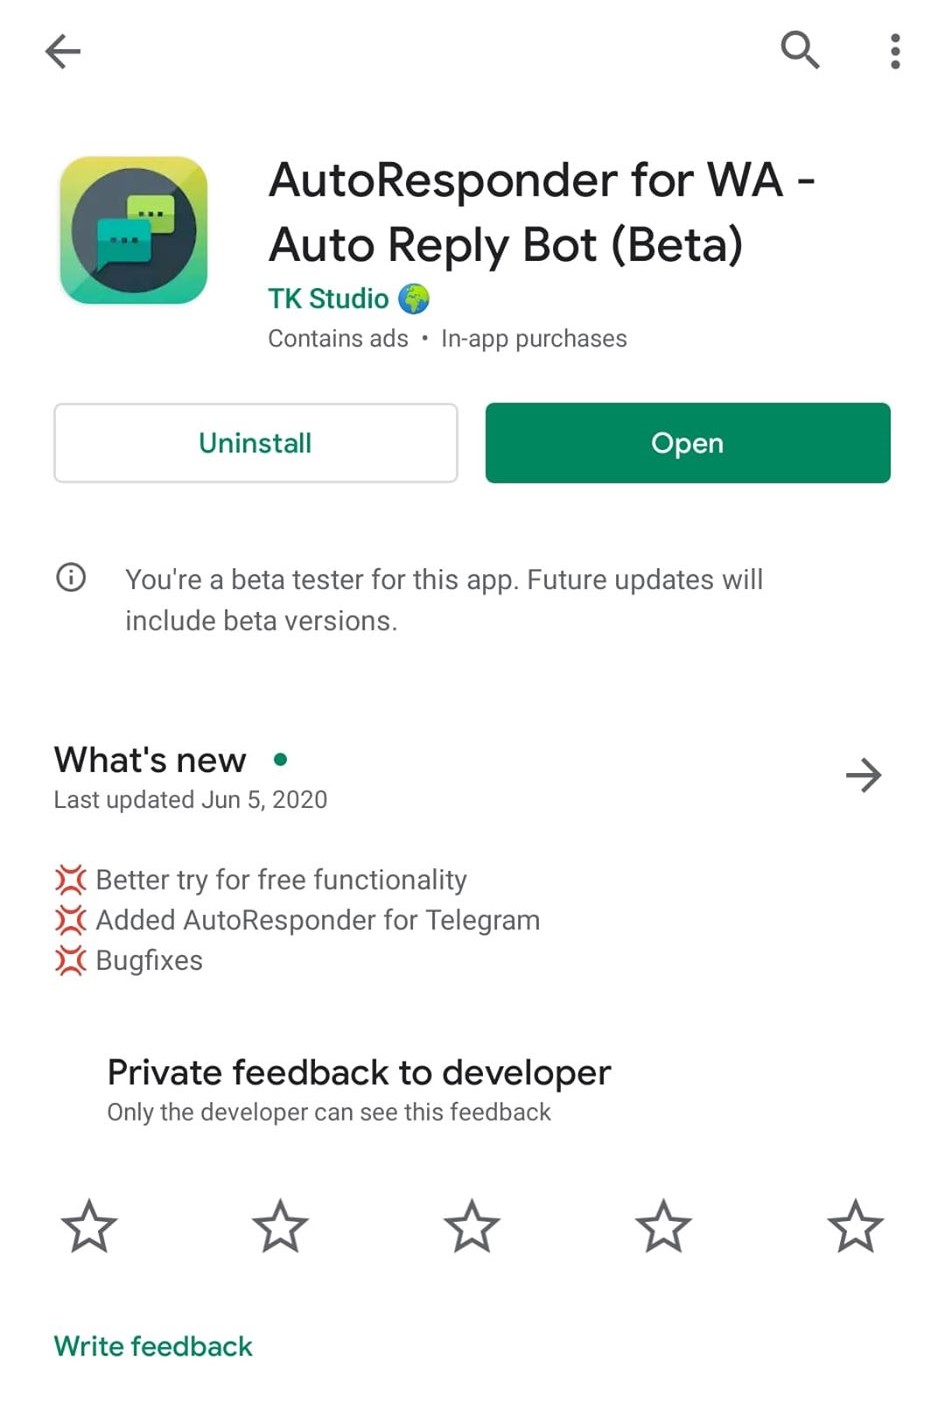 AutoResponder for WA -
Auto Reply Bot (Beta)
TK Studio 🌍
Contains ads • In-app purchases
Uninstall
Open
You're a beta tester for this app. Future updates will
include beta versions.
What's new
Last updated Jun 5, 2020
💢 Better try for free functionality
💢 Added AutoResponder for Telegram
💢 Bugfixes
Private feedback to developer
Only the developer can see this feedback
Write feedback